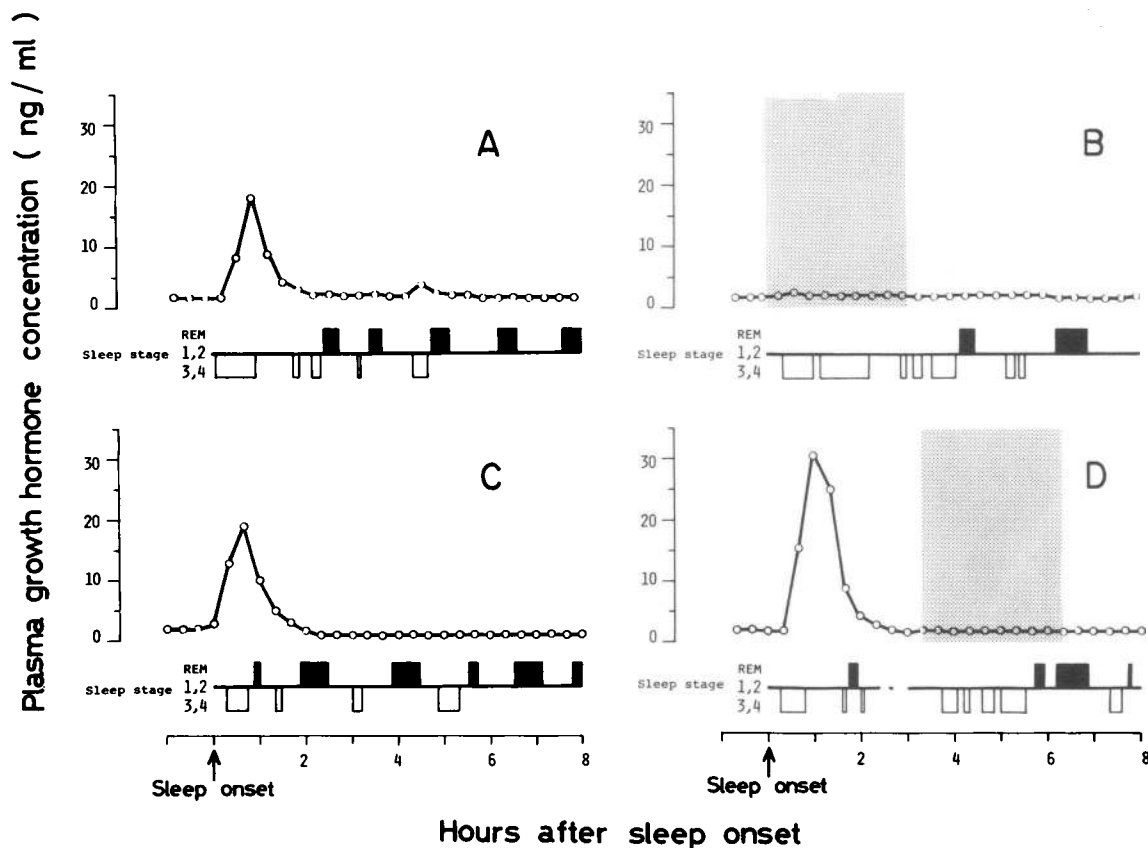 Plasma growth hormone concentration ( ng / ml )
A
30
20
10
0
REM
Sleep stage 1,2
3,4
B
30
20
10
0
REM
Sleep stage 1,2
3,4
C
30
20
10
0
REM
Sleep stage 1,2
3,4
2 4 6 8
Sleep onset
D
30
20
10
0
REM
Sleep stage 1,2
3,4
2 4 6 8
Sleep onset
Hours after sleep onset